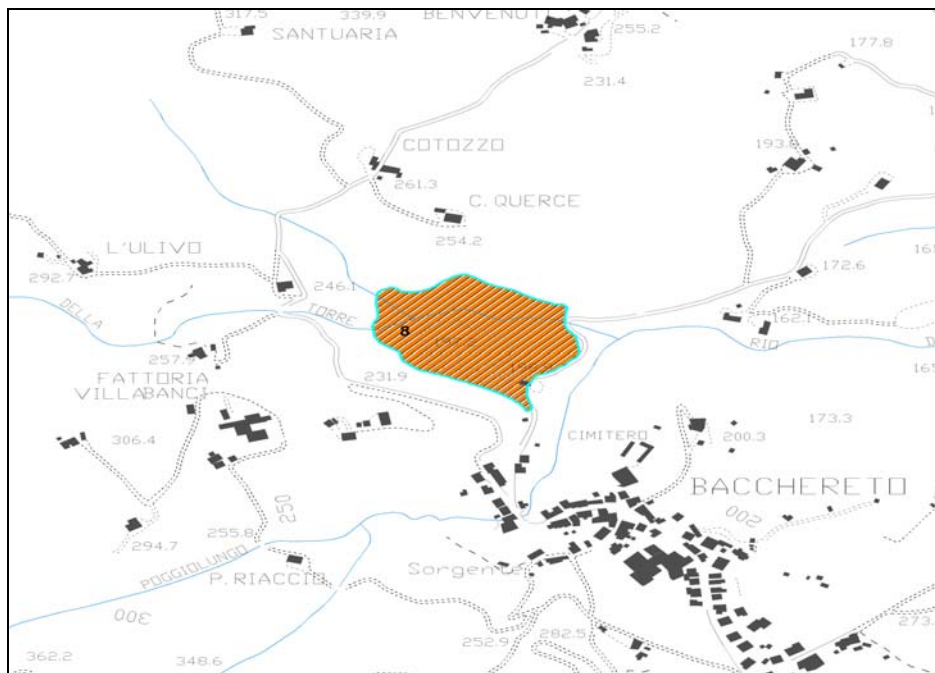 317.5
339.9
BENVENUTI
255.2
SANTUARIA
177.8
231.4
COTOZZO
193.8
261.3
C. QUERCE
254.2
L'ULIVO
292.7
246.1
172.6
DELLA
TORRE
8
162.1
RIO
257.9
FATTORIA
231.9
VILLA BANCI
306.4
173.3
CIMITERO
200.3
BACCHERETO
250
200
255.8
294.7
POGGIOLUNGO
P. RIACCIO
Sorgente
300
252.9
282.5
273.
362.2
348.6